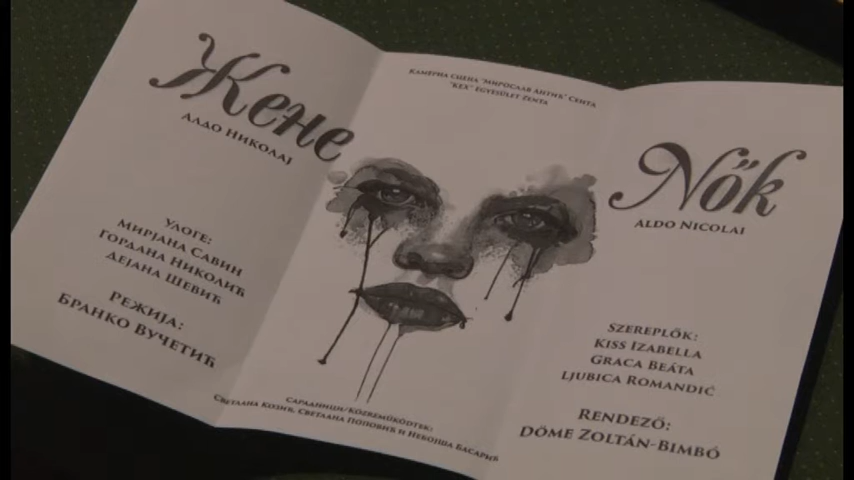 Жене
Алдо Николај
Улоге:
Мирјана Савин
Гордана Николић
Дејана Шевић
Режија:
Бранко Вучетић
Камерна сцена "Мирослав Антић" Сента
"KEK" Egyesület Zenta
Сарадници/Közreműködtek:
Светлана Кизић, Светлана Поповић и Небојша Басарић
Nők
Aldo Nicolai
Szereplők:
Kiss Izabella
Graca Beáta
Ljubica Romandić
Rendező:
Döme Zoltán-Bimbó